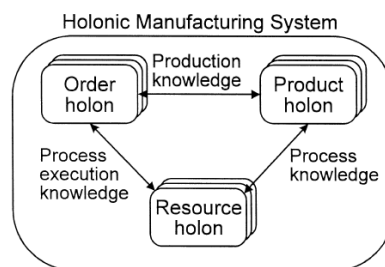 Holonic Manufacturing System
Order
holon
Production
knowledge
Product
holon
Process
execution
knowledge
Process
knowledge
Resource
holon